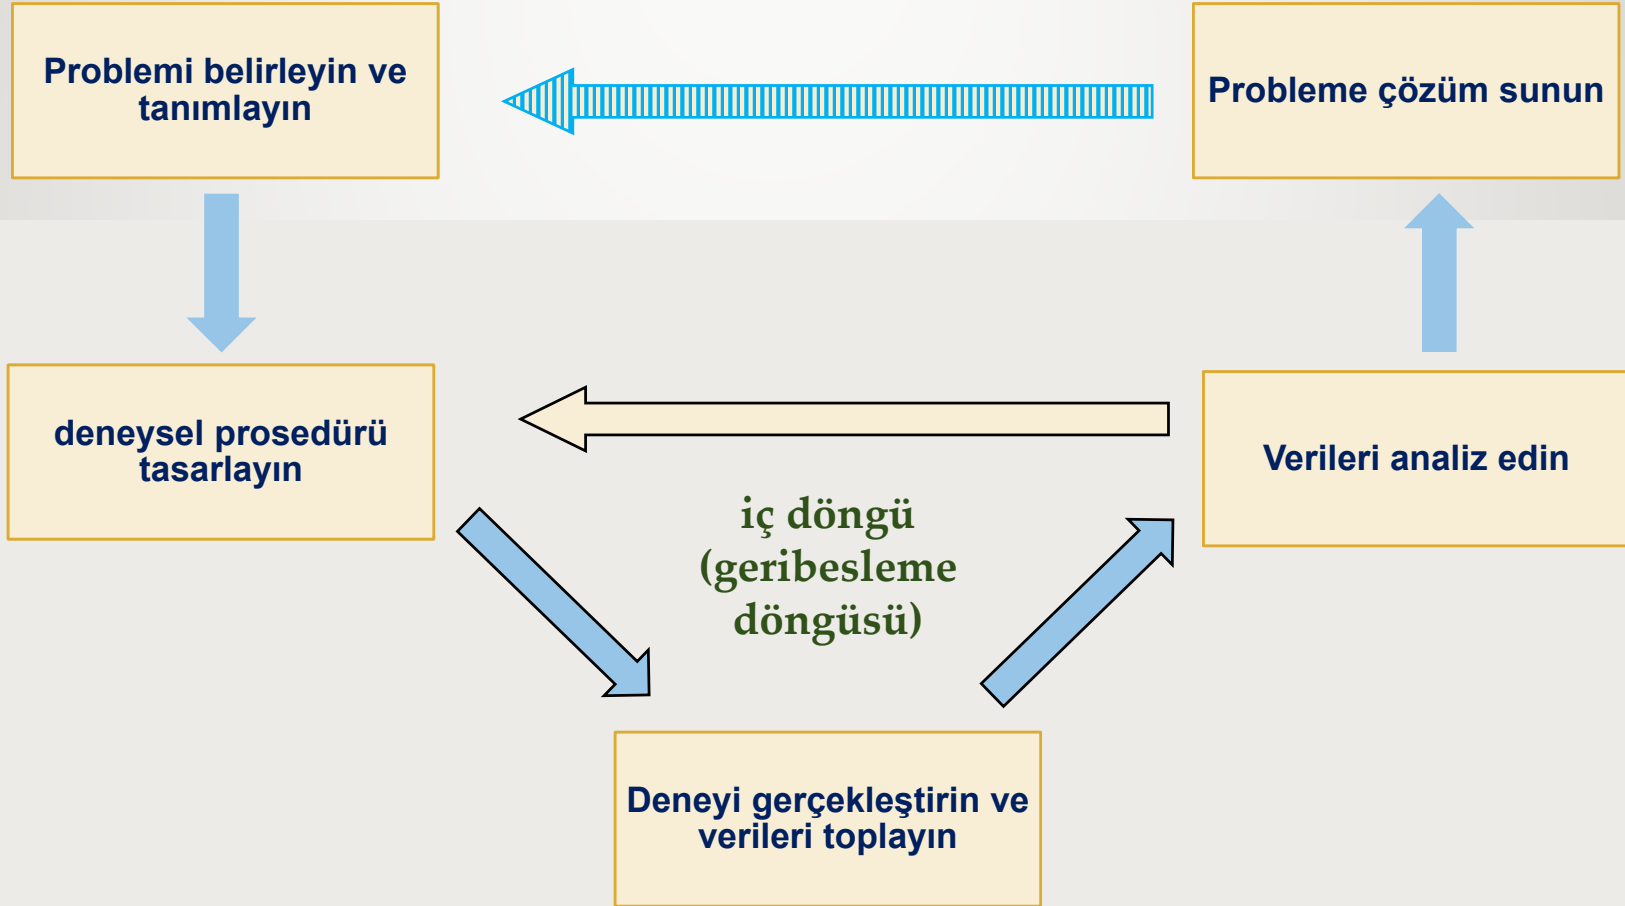 Problemi belirleyin ve
tanımlayın
Probleme çözüm sunun
deneysel prosedürü
tasarlayın
Verileri analiz edin
iç döngü
(geribesleme
döngüsü)
Deneyi gerçekleştirin ve
verileri toplayın